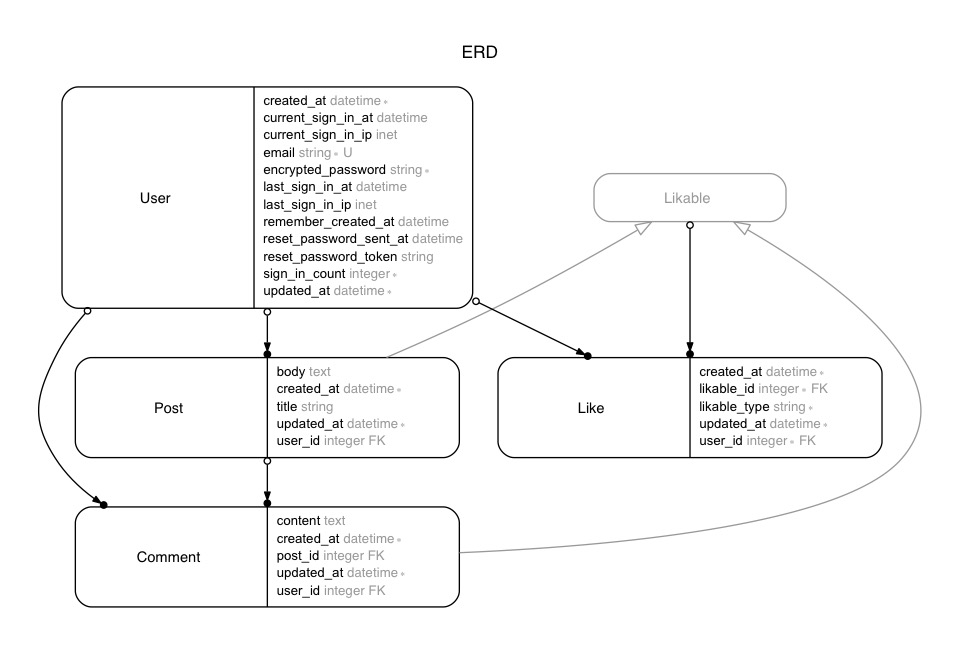 ERD
User
created_at datetime *
current_sign_in_at datetime
current_sign_in_ip inet
email string * U
encrypted_password string *
last_sign_in_at datetime
last_sign_in_ip inet
remember_created_at datetime
reset_password_sent_at datetime
reset_password_token string
sign_in_count integer *
updated_at datetime *
Likable
Post
body text
created_at datetime *
title string
updated_at datetime *
user_id integer FK
Like
created_at datetime *
likable_id integer * FK
likable_type string *
updated_at datetime *
user_id integer * FK
Comment
content text
created_at datetime *
post_id integer FK
updated_at datetime *
user_id integer FK